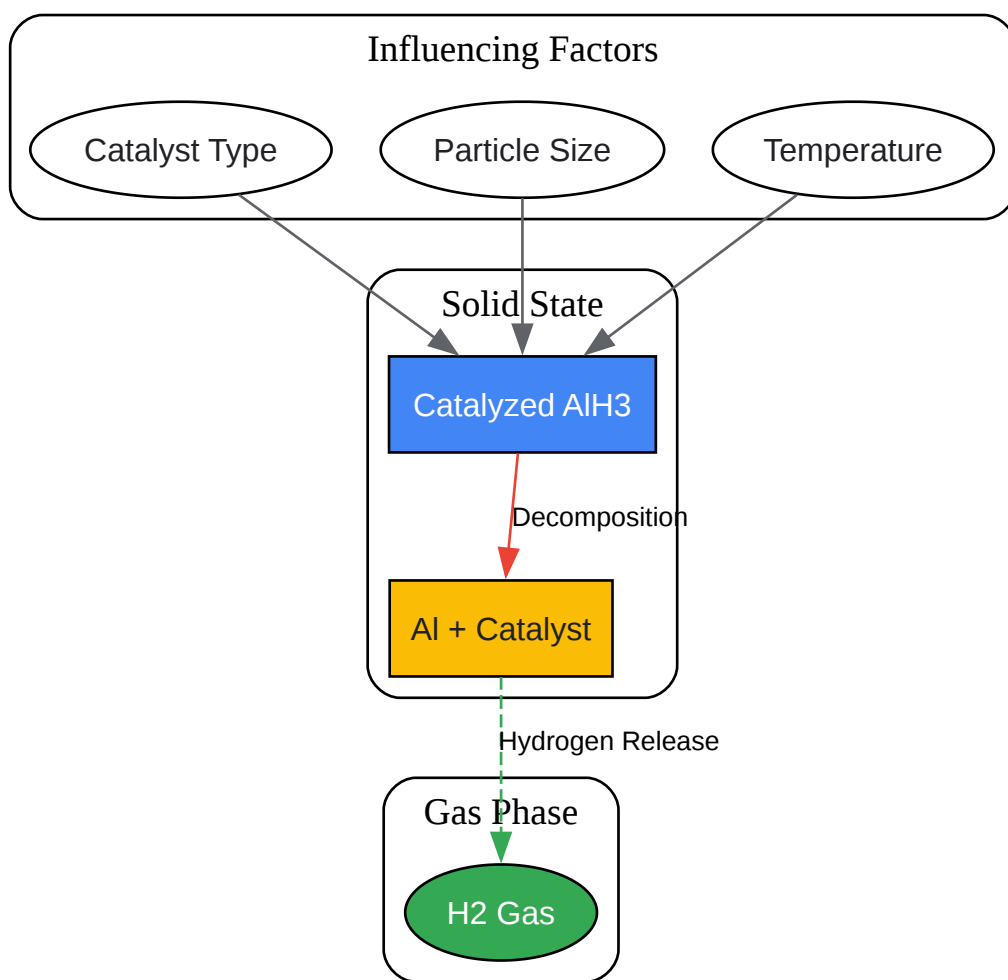 Influencing Factors
Catalyst Type
Particle Size
Temperature
Solid State
Catalyzed AlH3
Decomposition
Al + Catalyst
Hydrogen Release
Gas Phase
H2 Gas